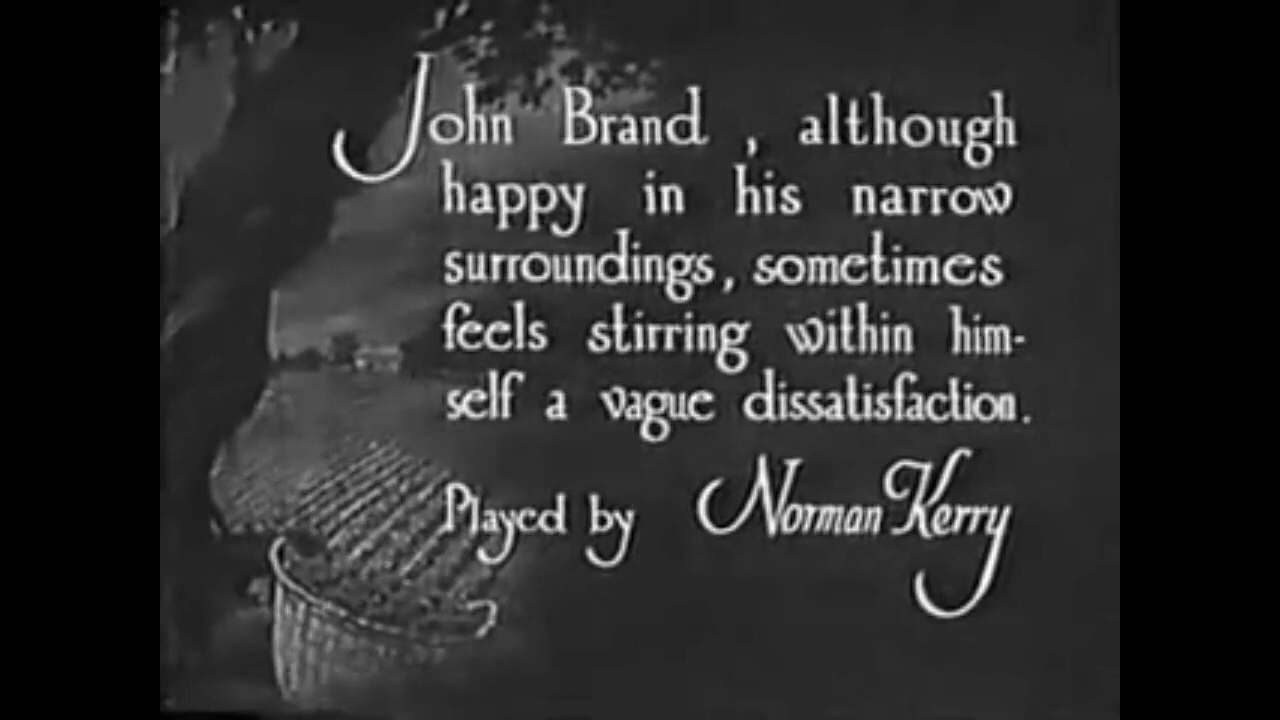 John Brand , although
happy in his narrow
surroundings, sometimes
feels stirring within him-
self a vague dissatisfaction.
Played by Norman Kerry